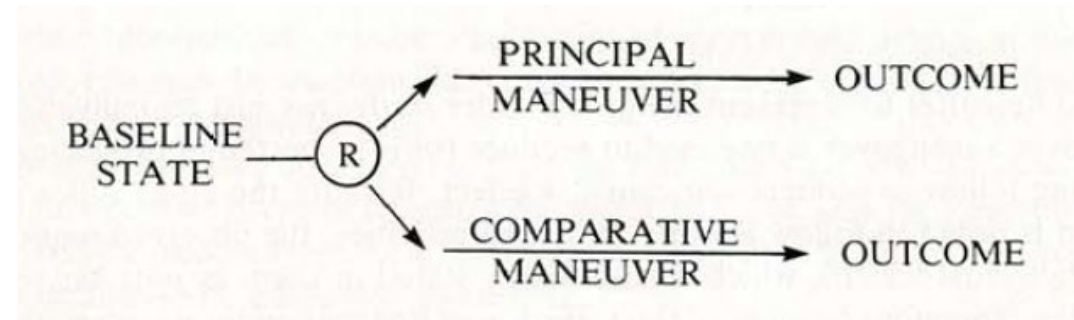 PRINCIPAL
MANEUVER
OUTCOME
BASELINE
STATE
R
COMPARATIVE
MANEUVER
OUTCOME